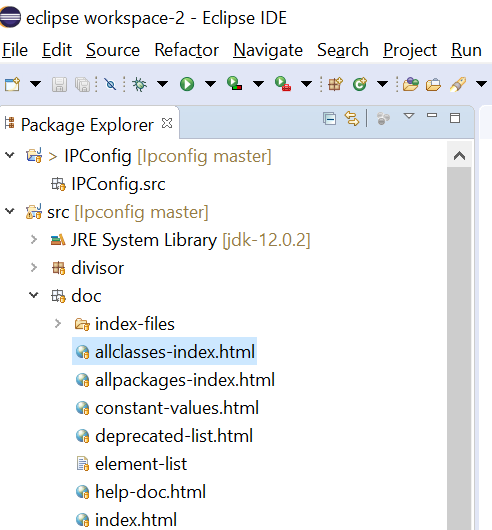 eclipse workspace-2 - Eclipse IDE
File Edit Source Refactor Navigate Search Project Run
Package Explorer
> IPConfig [Ipconfig master]
IPConfig.src
src [Ipconfig master]
JRE System Library [jdk-12.0.2]
divisor
doc
index-files
allclasses-index.html
allpackages-index.html
constant-values.html
deprecated-list.html
element-list
help-doc.html
index.html